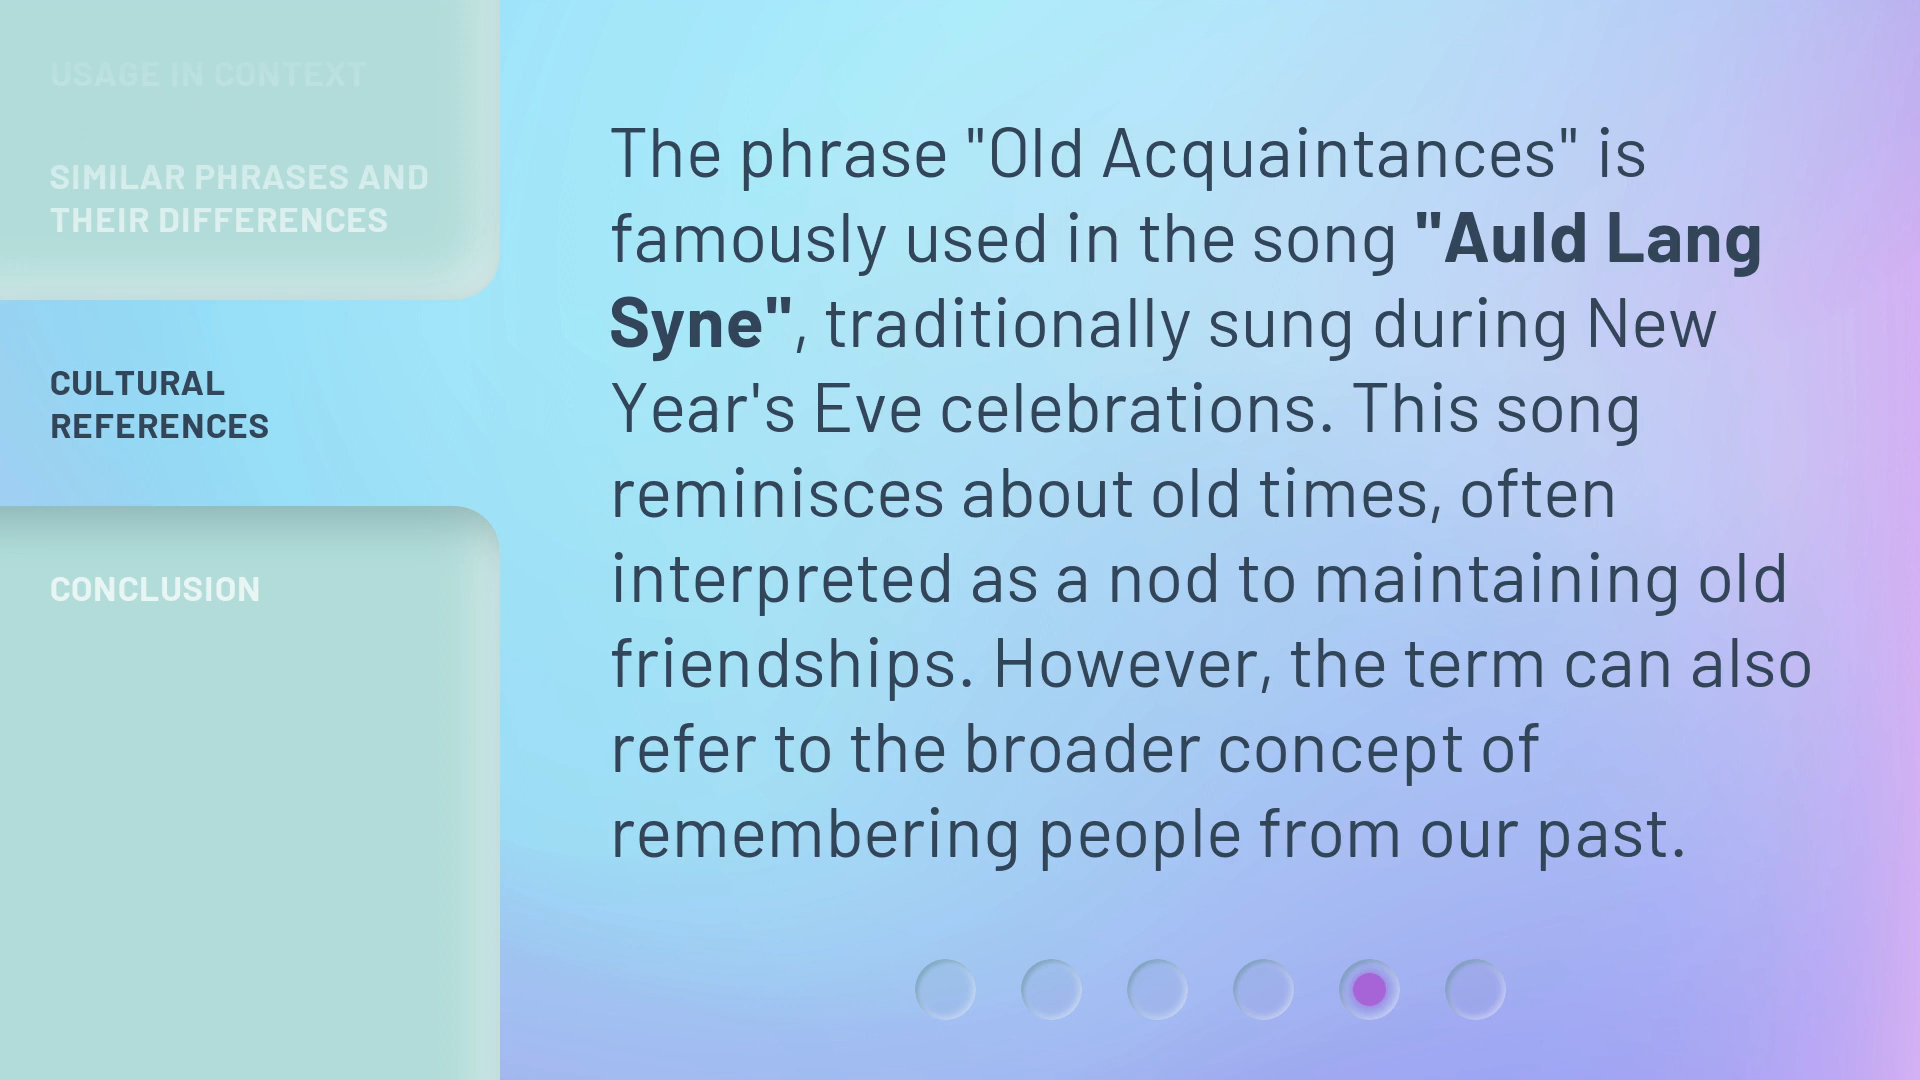 USAGE IN CONTEXT
SIMILAR PHRASES AND
THEIR DIFFERENCES
CULTURAL
REFERENCES
CONCLUSION
The phrase "Old Acquaintances" is
famously used in the song "Auld Lang
Syne", traditionally sung during New
Year's Eve celebrations. This song
reminisces about old times, often
interpreted as a nod to maintaining old
friendships. However, the term can also
refer to the broader concept of
remembering people from our past.